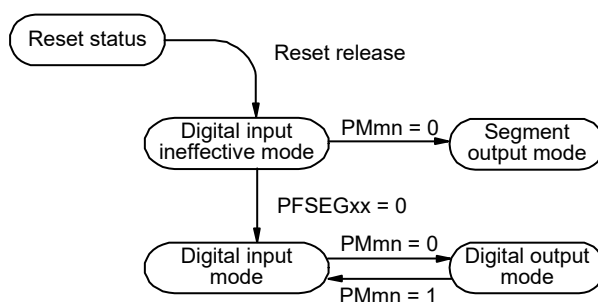 Reset status
Reset release
Digital input
ineffective mode
PMmn = 0
Segment
output mode
PFSEGxx = 0
Digital input
mode
PMmn = 0
PMmn = 1
Digital output
mode